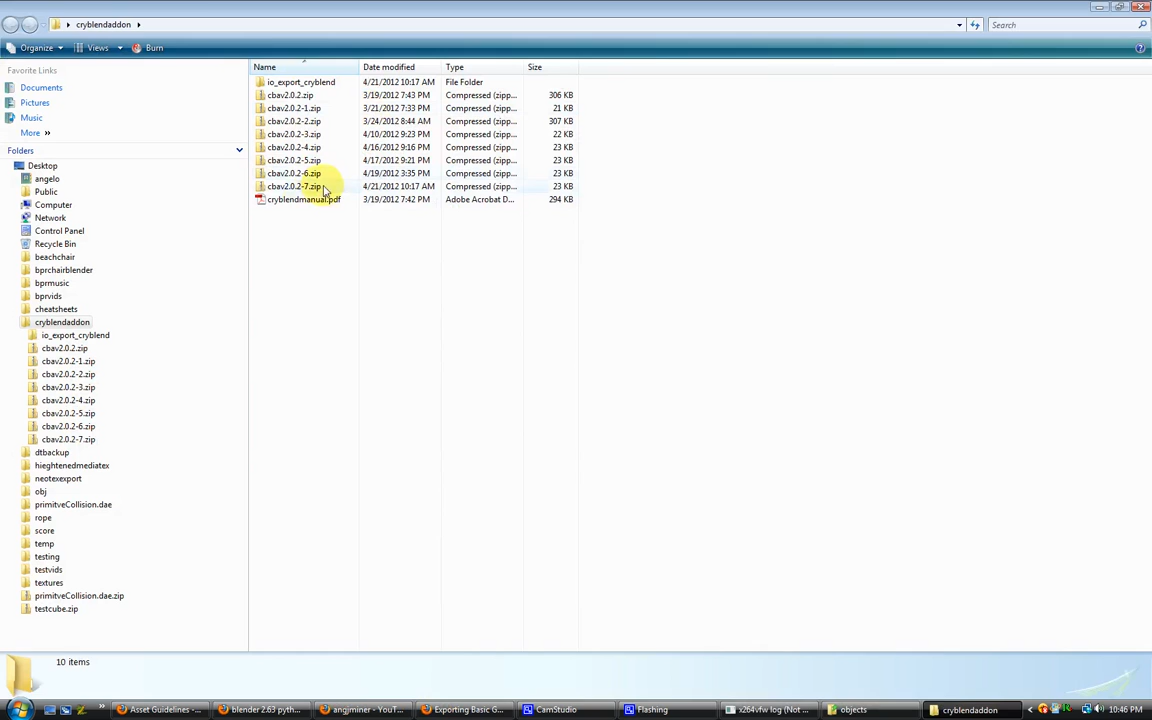 cryblendaddon
Search
Organize Views Burn
Favorite Links
Documents
Pictures
Music
More »
Folders
Desktop
angelo
Public
Computer
Network
Control Panel
Recycle Bin
beachchair
bprchairblender
bprmusic
bprvids
cheatsheets
cryblendaddon
io_export_cryblend
cbav2.0.2.zip
cbav2.0.2-1.zip
cbav2.0.2-2.zip
cbav2.0.2-3.zip
cbav2.0.2-4.zip
cbav2.0.2-5.zip
cbav2.0.2-6.zip
cbav2.0.2-7.zip
dtbackup
hieghtenedmediatex
neotexexport
obj
primitveCollision.dae
rope
score
temp
testing
testvids
textures
primitveCollision.dae.zip
testcube.zip
Name Date modified Type Size
io_export_cryblend 4/21/2012 10:17 AM File Folder
cbav2.0.2.zip 3/19/2012 7:43 PM Compressed (zipp... 306 KB
cbav2.0.2-1.zip 3/21/2012 7:33 PM Compressed (zipp... 21 KB
cbav2.0.2-2.zip 3/24/2012 8:44 AM Compressed (zipp... 307 KB
cbav2.0.2-3.zip 4/10/2012 9:23 PM Compressed (zipp... 22 KB
cbav2.0.2-4.zip 4/16/2012 9:16 PM Compressed (zipp... 23 KB
cbav2.0.2-5.zip 4/17/2012 9:21 PM Compressed (zipp... 23 KB
cbav2.0.2-6.zip 4/19/2012 3:35 PM Compressed (zipp... 23 KB
cbav2.0.2-7.zip 4/21/2012 10:17 AM Compressed (zipp... 23 KB
cryblendmanual.pdf 3/19/2012 7:42 PM Adobe Acrobat D... 294 KB
10 items
Asset Guidelines -... blender 2.63 pyth... angjminer - YouT... Exporting Basic G... CamStudio Flashing x264vfw log (Not ... objects cryblendaddon 10:46 PM